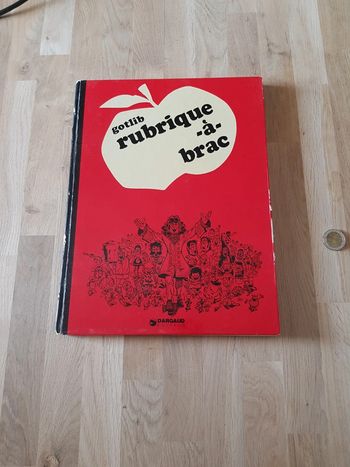 gotlib
rubrique
-à-
brac
DARGAUD